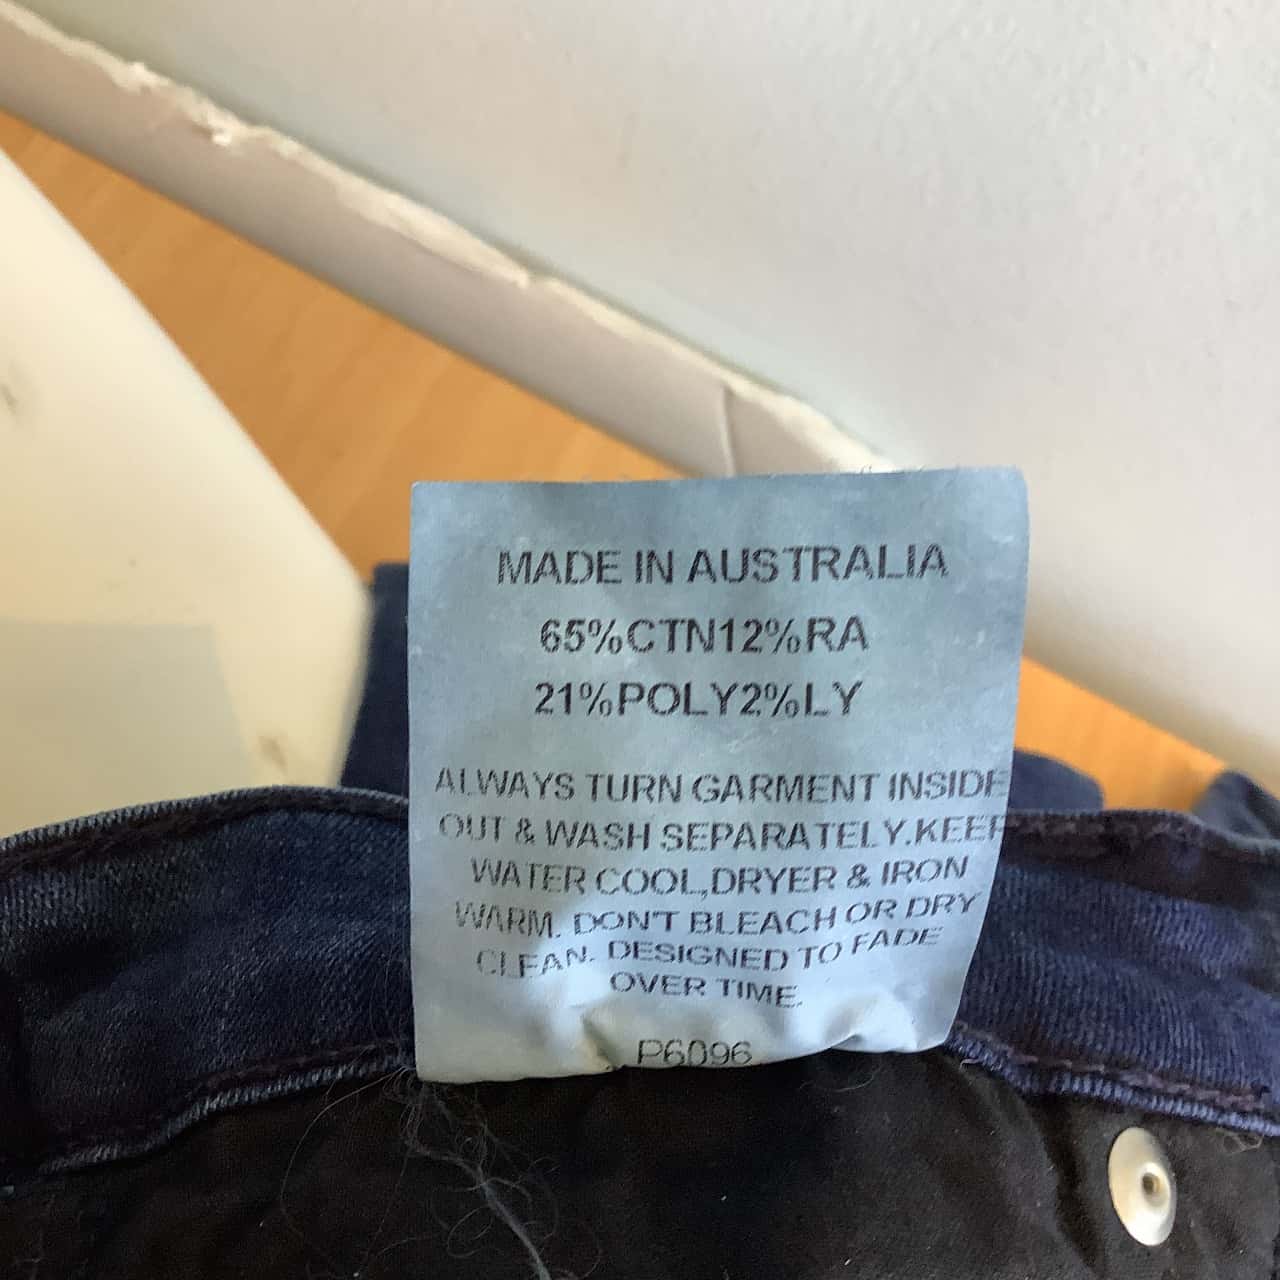 MADE IN AUSTRALIA
65%CTN12%RA
21%POLY2%LY
ALWAYS TURN GARMENT INSIDE
OUT & WASH SEPARATELY.KEEP
WATER COOL,DRYER & IRON
WARM. DON'T BLEACH OR DRY
CLEAN. DESIGNED TO FADE
OVER TIME.
P6096